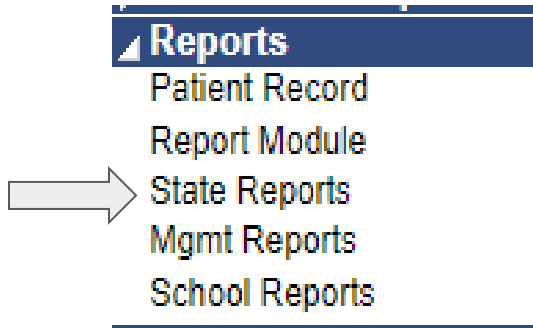 Reports
Patient Record
Report Module
State Reports
Mgmt Reports
School Reports